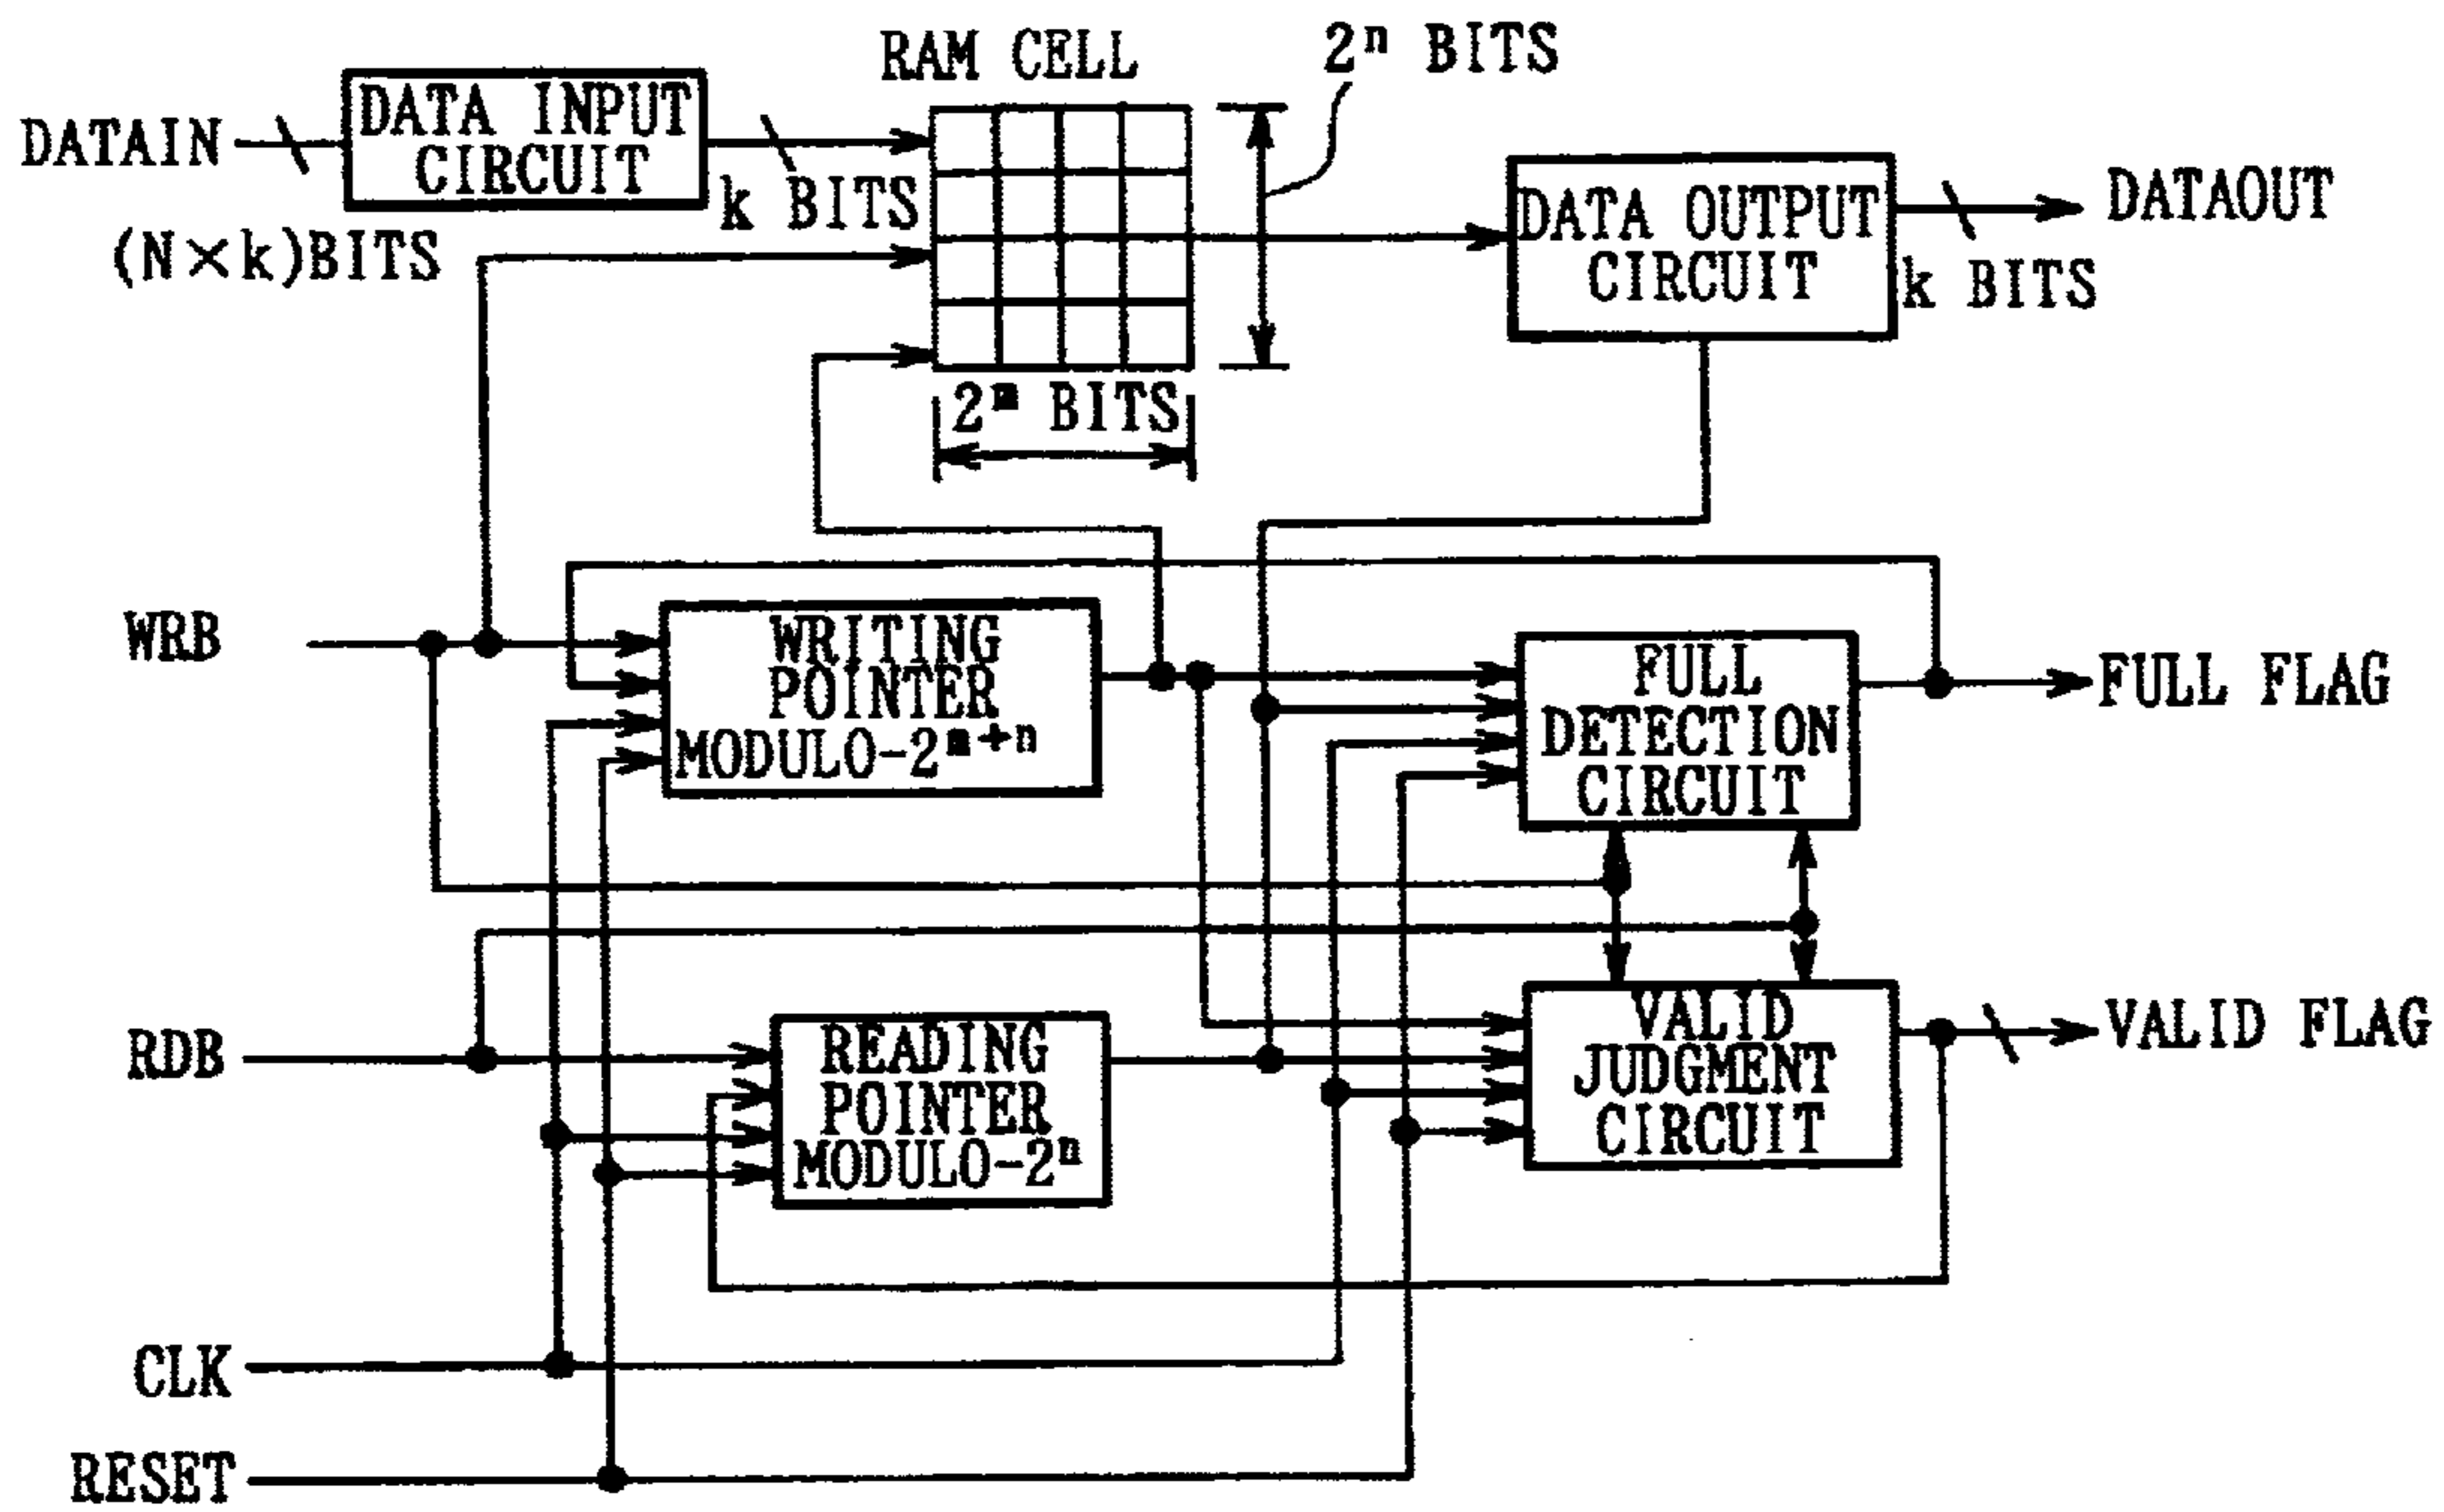 RAM CELL
2ⁿ BITS
DATA INPUT
CIRCUIT
DATAIN
(N×k)BITS
k BITS
DATA OUTPUT
CIRCUIT
DATAOUT
k BITS
2ᵐ BITS
WRB
WRITING
POINTER
MODULO-2ᵐ⁺ⁿ
FULL
DETECTION
CIRCUIT
FULL FLAG
RDB
READING
POINTER
MODULO-2ⁿ
VALID
JUDGMENT
CIRCUIT
VALID FLAG
CLK
RESET